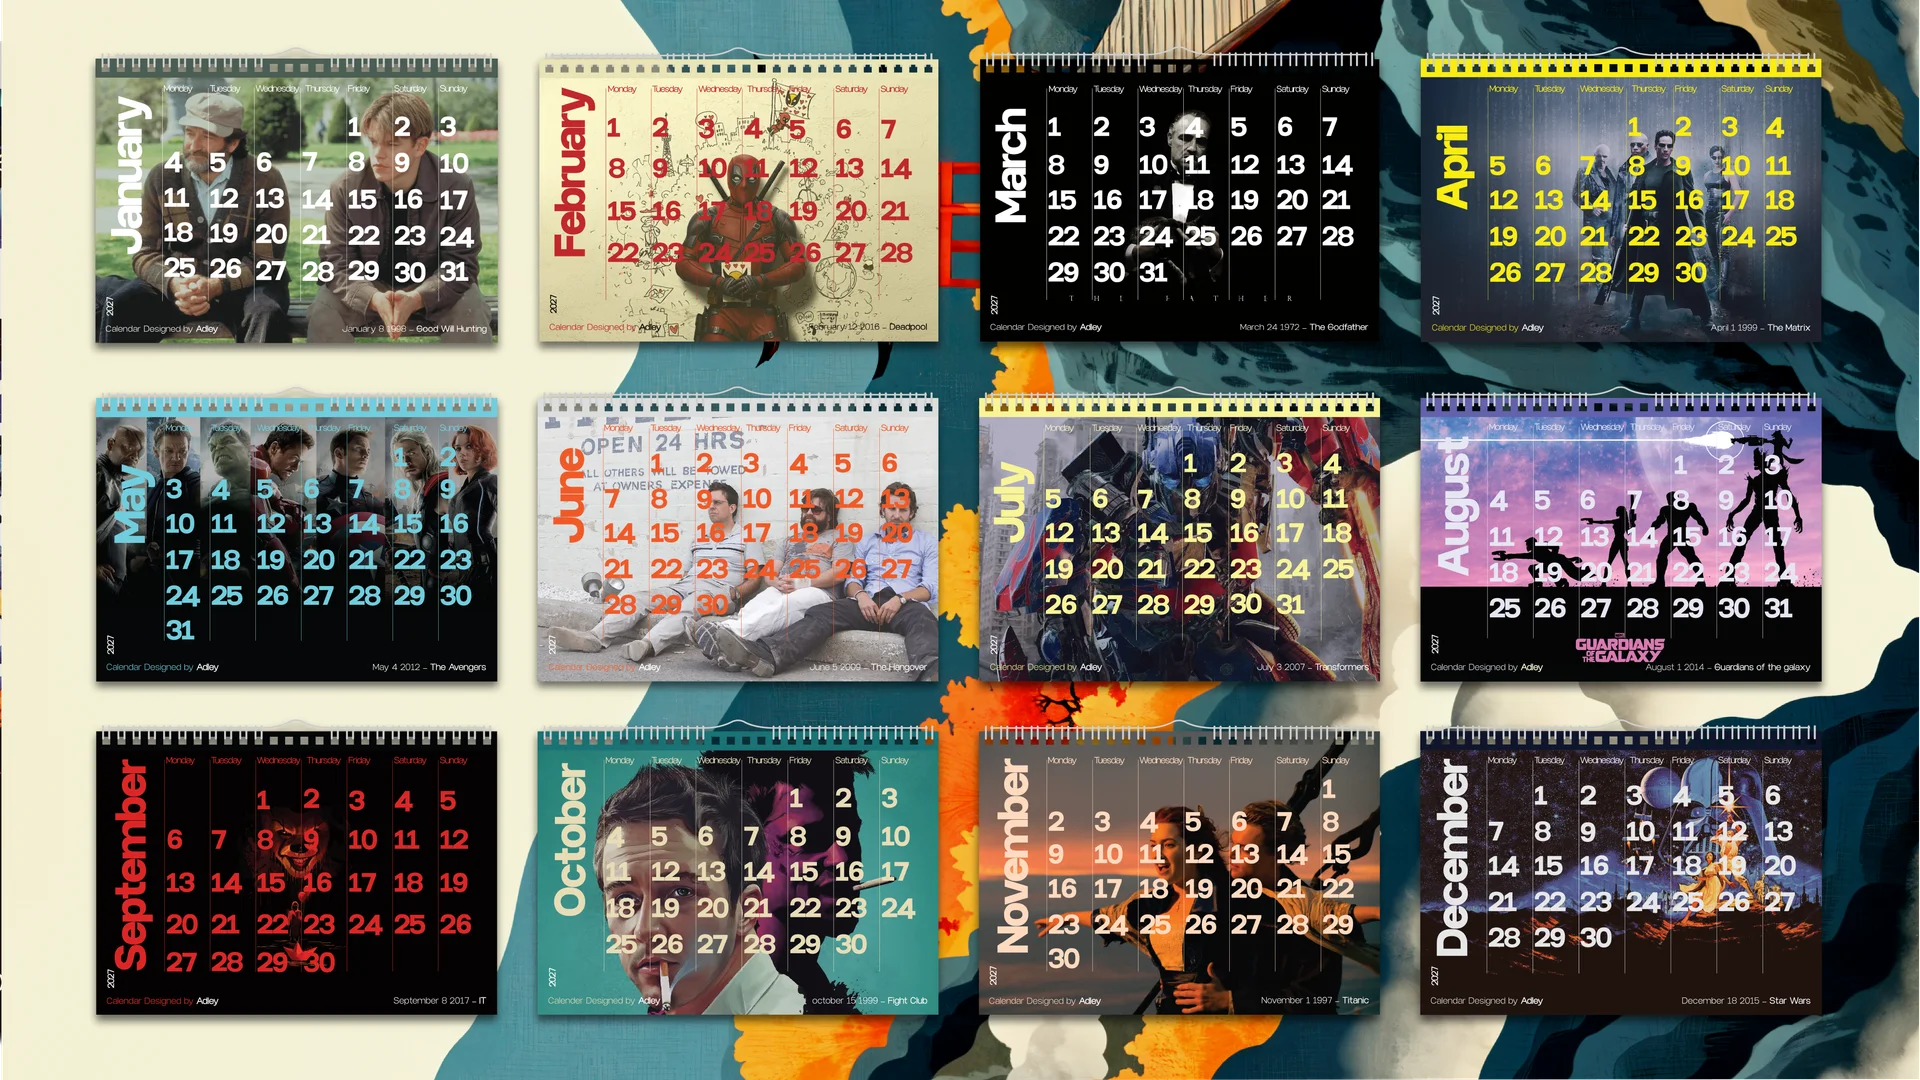 January
Monday Tuesday Wednesday Thursday Friday Saturday Sunday
1 2 3
4 5 6 7 8 9 10
11 12 13 14 15 16 17
18 19 20 21 22 23 24
25 26 27 28 29 30 31
2027
Calendar Designed by Adley
January 8 1998 – Good Will Hunting
February
Monday Tuesday Wednesday Thursday Friday Saturday Sunday
1 2 3 4 5 6 7
8 9 10 11 12 13 14
15 16 17 18 19 20 21
22 23 24 25 26 27 28
2027
Calendar Designed by Adley
February 12 2016 – Deadpool
March
Monday Tuesday Wednesday Thursday Friday Saturday Sunday
1 2 3 4 5 6 7
8 9 10 11 12 13 14
15 16 17 18 19 20 21
22 23 24 25 26 27 28
29 30 31
2027
Calendar Designed by Adley
March 24 1972 – The Godfather
April
Monday Tuesday Wednesday Thursday Friday Saturday Sunday
1 2 3 4
5 6 7 8 9 10 11
12 13 14 15 16 17 18
19 20 21 22 23 24 25
26 27 28 29 30
2027
Calendar Designed by Adley
April 1 1999 – The Matrix
May
Monday Tuesday Wednesday Thursday Friday Saturday Sunday
1 2
3 4 5 6 7 8 9
10 11 12 13 14 15 16
17 18 19 20 21 22 23
24 25 26 27 28 29 30
31
2027
Calendar Designed by Adley
May 4 2012 – The Avengers
June
Monday Tuesday Wednesday Thursday Friday Saturday Sunday
OPEN 24 HRS
ALL OTHERS WILL BE TOWED
AT OWNERS EXPENSE
1 2 3 4 5 6
7 8 9 10 11 12 13
14 15 16 17 18 19 20
21 22 23 24 25 26 27
28 29 30
2027
Calendar Designed by Adley
June 5 2009 – The Hangover
July
Monday Tuesday Wednesday Thursday Friday Saturday Sunday
1 2 3 4
5 6 7 8 9 10 11
12 13 14 15 16 17 18
19 20 21 22 23 24 25
26 27 28 29 30 31
2027
Calendar Designed by Adley
July 3 2007 – Transformers
August
Monday Tuesday Wednesday Thursday Friday Saturday Sunday
1 2 3
4 5 6 7 8 9 10
11 12 13 14 15 16 17
18 19 20 21 22 23 24
25 26 27 28 29 30 31
GUARDIANS
OF THE GALAXY
2027
Calendar Designed by Adley
August 1 2014 – Guardians of the galaxy
September
Monday Tuesday Wednesday Thursday Friday Saturday Sunday
1 2 3 4 5
6 7 8 9 10 11 12
13 14 15 16 17 18 19
20 21 22 23 24 25 26
27 28 29 30
2027
Calendar Designed by Adley
September 8 2017 – IT
October
Monday Tuesday Wednesday Thursday Friday Saturday Sunday
1 2 3
4 5 6 7 8 9 10
11 12 13 14 15 16 17
18 19 20 21 22 23 24
25 26 27 28 29 30
2027
Calender Designed by Adley
october 15 1999 – Fight Club
November
Monday Tuesday Wednesday Thursday Friday Saturday Sunday
1
2 3 4 5 6 7 8
9 10 11 12 13 14 15
16 17 18 19 20 21 22
23 24 25 26 27 28 29
30
2027
Calendar Designed by Adley
November 1 1997 – Titanic
December
Monday Tuesday Wednesday Thursday Friday Saturday Sunday
1 2 3 4 5 6
7 8 9 10 11 12 13
14 15 16 17 18 19 20
21 22 23 24 25 26 27
28 29 30
2027
Calendar Designed by Adley
December 18 2015 – Star Wars